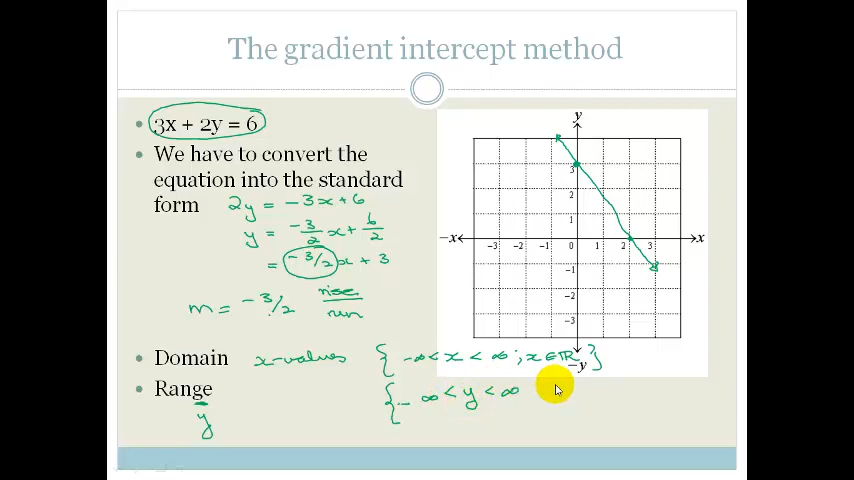 The gradient intercept method
3x + 2y = 6
We have to convert the
equation into the standard
form
2y = -3x+6
y = -3/2 x + 6/2
= -3/2 x + 3
m = -3/2 rise/run
Domain x-values {-∞ < x < ∞ ; x ∈ ℝ}
Range {-∞ < y < ∞
y
y
3
2
1
-x -3 -2 -1 0 1 2 3 x
-1
-2
-3
-y